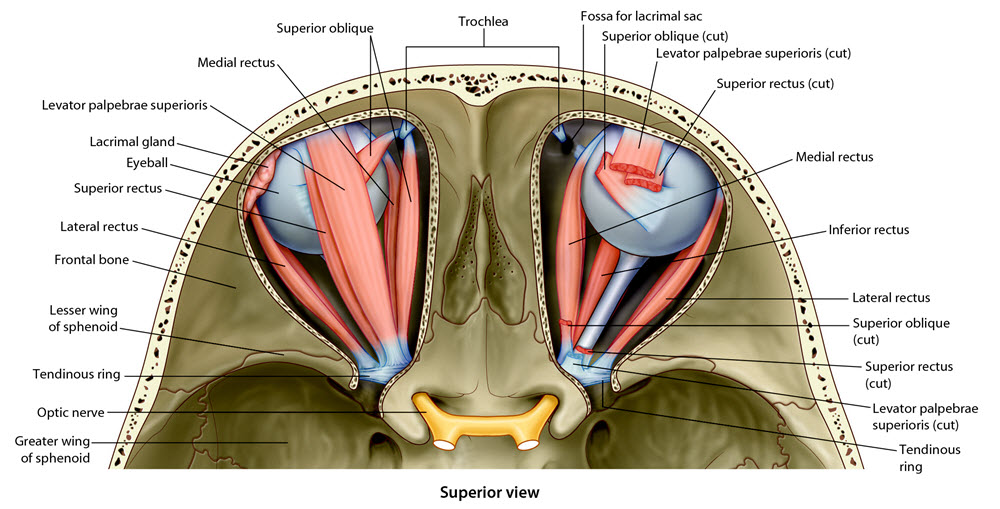 Trochlea
Superior oblique
Medial rectus
Levator palpebrae superioris
Lacrimal gland
Eyeball
Superior rectus
Lateral rectus
Frontal bone
Lesser wing
of sphenoid
Tendinous ring
Optic nerve
Greater wing
of sphenoid
Fossa for lacrimal sac
Superior oblique (cut)
Levator palpebrae superioris (cut)
Superior rectus (cut)
Medial rectus
Inferior rectus
Lateral rectus
Superior oblique
(cut)
Superior rectus
(cut)
Levator palpebrae
superioris (cut)
Tendinous
ring
Superior view